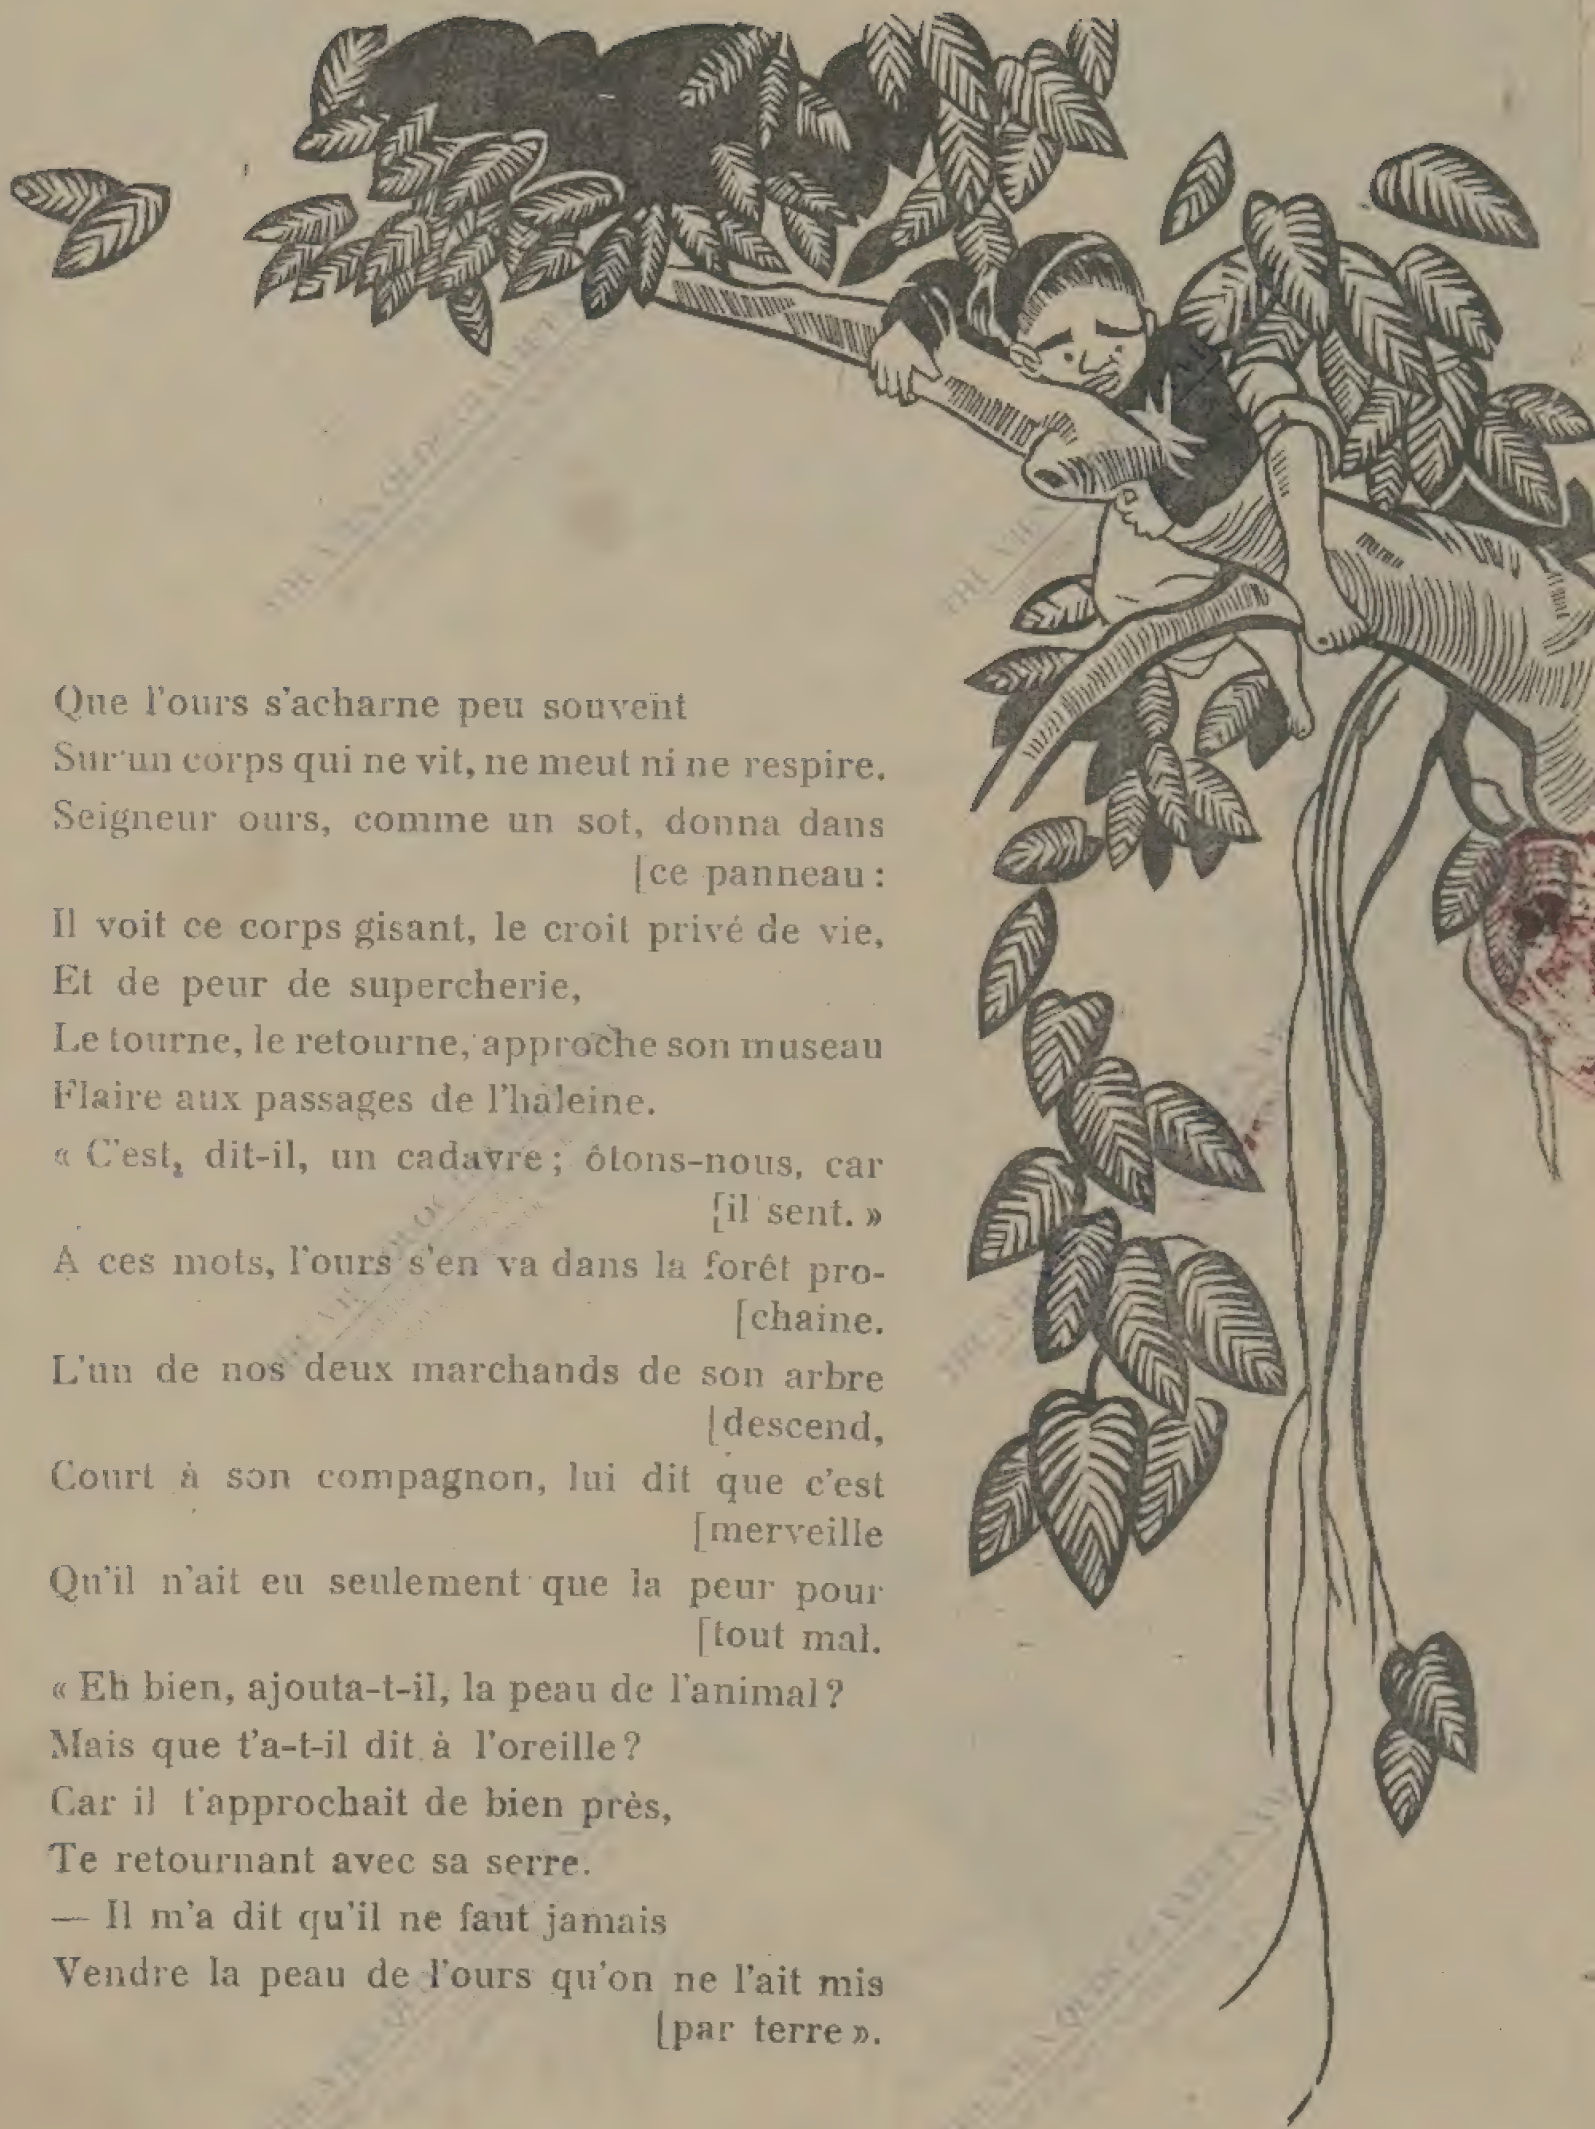 Que l'ours s'acharne peu souvent
Sur un corps qui ne vit, ne meut ni ne respire.
Seigneur ours, comme un sot, donna dans
[ce panneau :
Il voit ce corps gisant, le croit privé de vie,
Et de peur de supercherie,
Le tourne, le retourne, approche son museau
Flaire aux passages de l'haleine.
« C'est, dit-il, un cadavre ; ôtons-nous, car
[il sent. »
A ces mots, l'ours s'en va dans la forêt pro-
[chaine.
L'un de nos deux marchands de son arbre
[descend,
Court à son compagnon, lui dit que c'est
[merveille
Qu'il n'ait eu seulement que la peur pour
[tout mal.
« Eh bien, ajouta-t-il, la peau de l'animal ?
Mais que t'a-t-il dit à l'oreille ?
Car il t'approchait de bien près,
Te retournant avec sa serre.
— Il m'a dit qu'il ne faut jamais
Vendre la peau de l'ours qu'on ne l'ait mis
[par terre ».